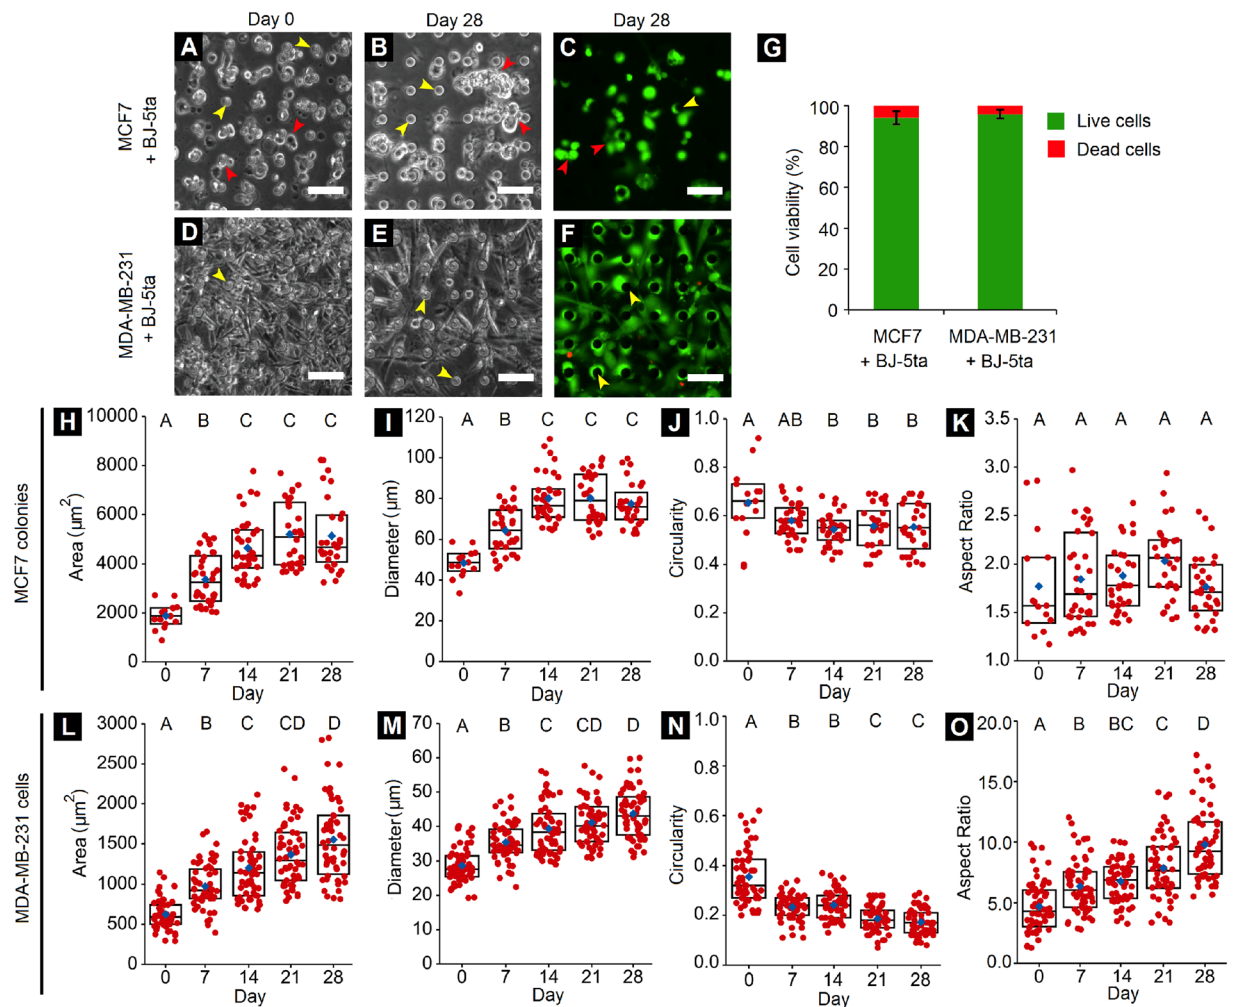 Day 0
Day 28
Day 28
A
B
C
G
MCF7
+ BJ-5ta
D
E
F
MDA-MB-231
+ BJ-5ta
Cell viability (%)
100
80
60
40
20
0
MCF7
+ BJ-5ta
MDA-MB-231
+ BJ-5ta
Live cells
Dead cells
MCF7 colonies
H
A B C C C
Area (µm2)
10000
8000
6000
4000
2000
0
0 7 14 21 28
Day
I
A B C C C
Diameter (µm)
120
100
80
60
40
20
0
0 7 14 21 28
Day
J
A AB B B B
Circularity
1.0
0.8
0.6
0.4
0.2
0.0
0 7 14 21 28
Day
K
A A A A A
Aspect Ratio
3.5
3.0
2.5
2.0
1.5
1.0
0 7 14 21 28
Day
MDA-MB-231 cells
L
A B C CD D
Area (µm2)
3000
2500
2000
1500
1000
500
0
0 7 14 21 28
Day
M
A B C CD D
Diameter (µm)
70
60
50
40
30
20
10
0
0 7 14 21 28
Day
N
A B B C C
Circularity
1.0
0.8
0.6
0.4
0.2
0.0
0 7 14 21 28
Day
O
A B BC C D
Aspect Ratio
20.0
15.0
10.0
5.0
0.0
0 7 14 21 28
Day